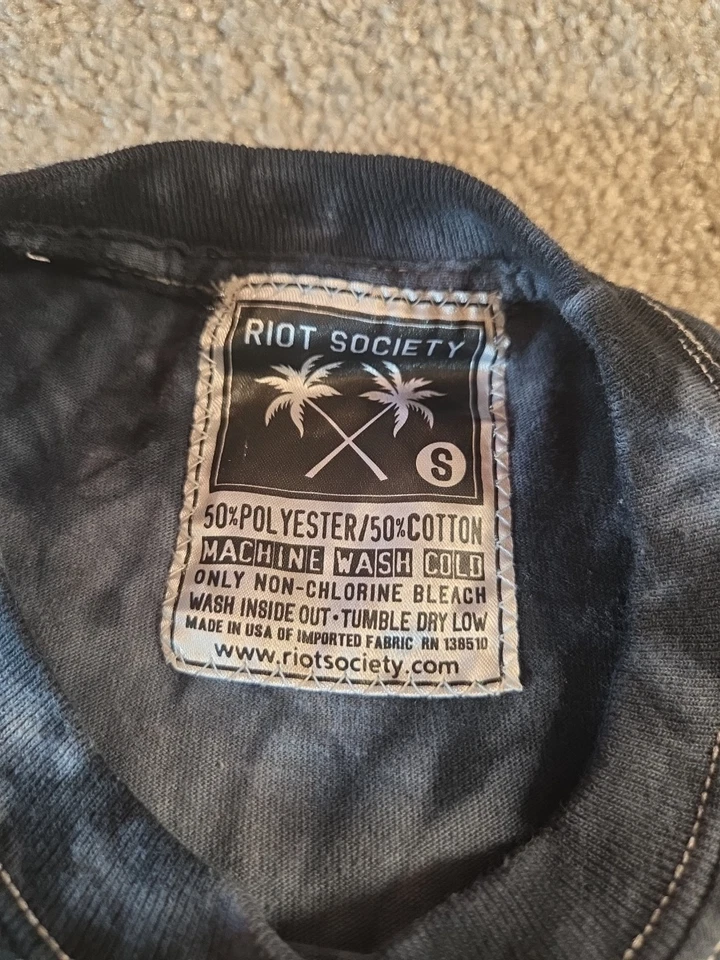 RIOT SOCIETY
S
50%POLYESTER/50%COTTON
MACHINE WASH COLD
ONLY NON-CHLORINE BLEACH
WASH INSIDE OUT·TUMBLE DRY LOW
MADE IN USA OF IMPORTED FABRIC RN 138510
www.riotsociety.com